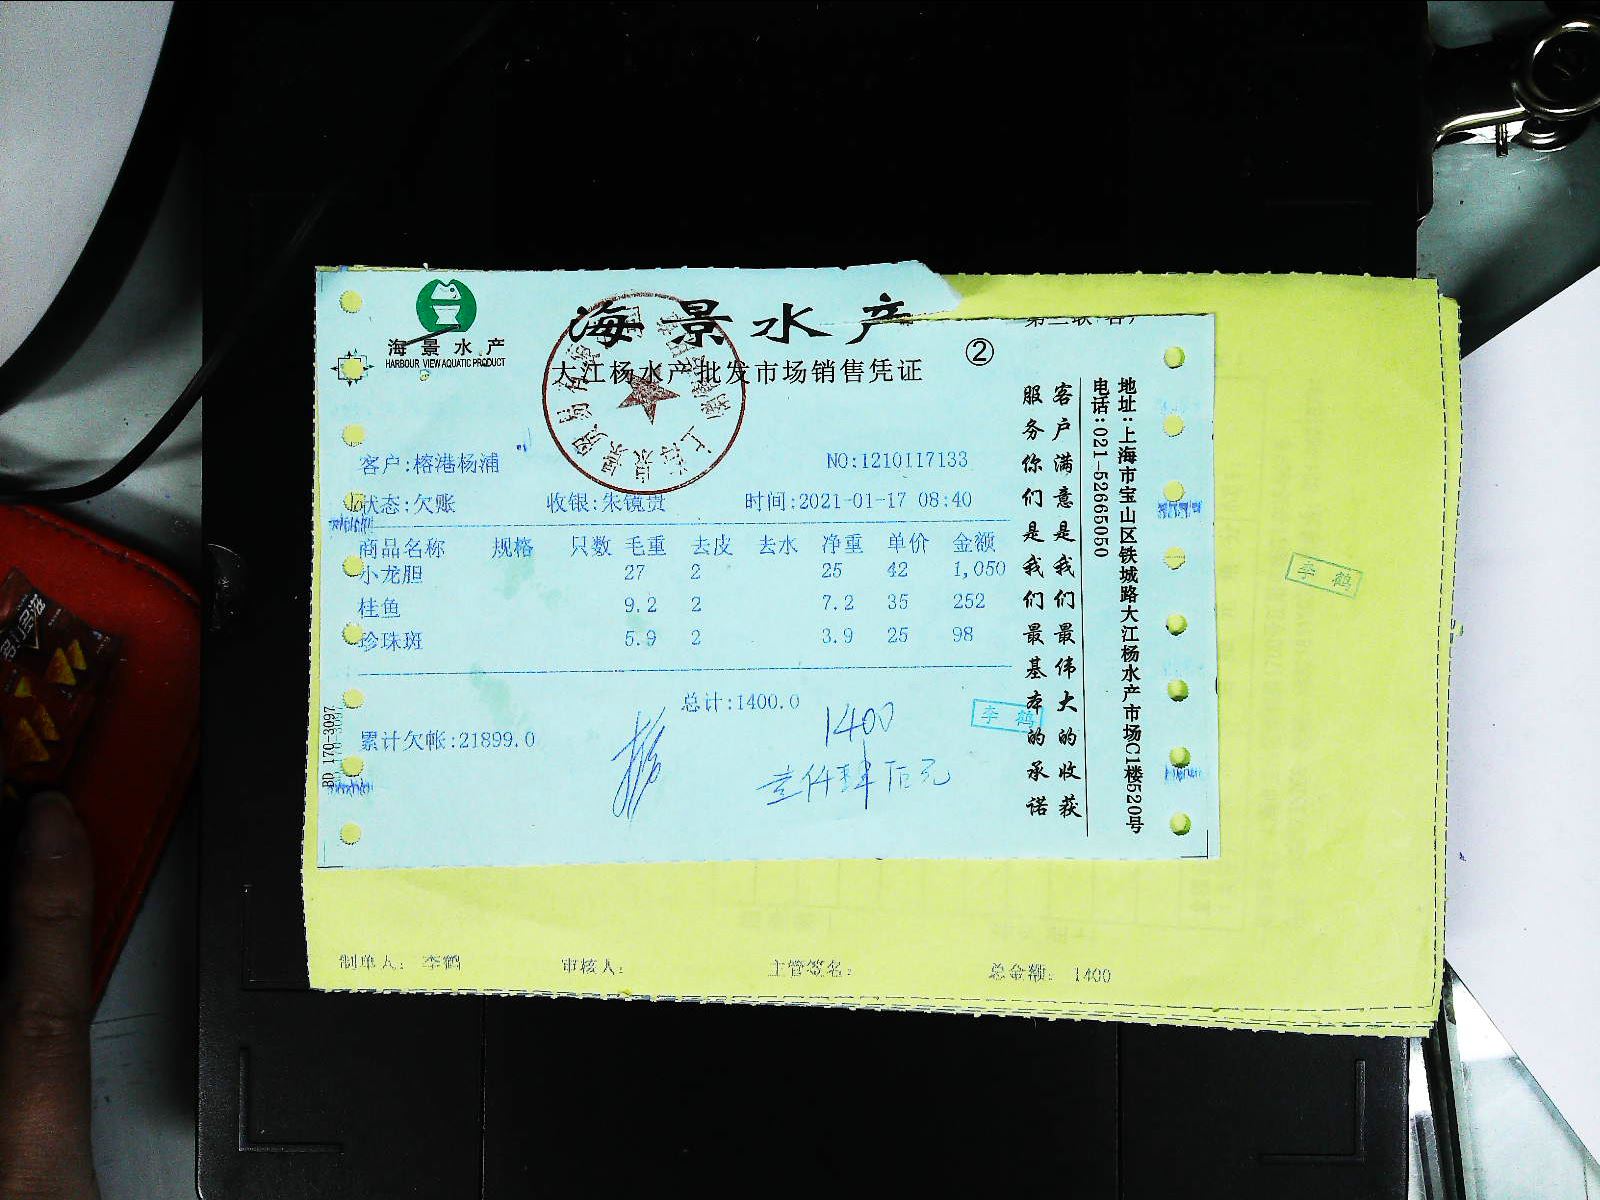 海景水产
海景水产
HARBOUR VIEW AQUATIC PRODUCT
大江杨水产批发市场销售凭证
②
客户:榕港杨浦
NO:1210117133
状态:欠账 收银:朱镜贵 时间:2021-01-17 08:40
商品名称 规格 只数 毛重 去皮 去水 净重 单价 金额
小龙胆 27 2 25 42 1,050
桂鱼 9.2 2 7.2 35 252
珍珠斑 5.9 2 3.9 25 98
总计:1400.0
1400
累计欠帐:21899.0
壹仟肆佰元
李鹤
客户满意是我们最伟大的收获
服务你们是我们最基本的承诺
地址:上海市宝山区铁城路大江杨水产市场C1楼520号
电话:021-52665050
BD 170-3097
李鹤
制单人: 李鹤 审核人: 主管签名: 总金额: 1400